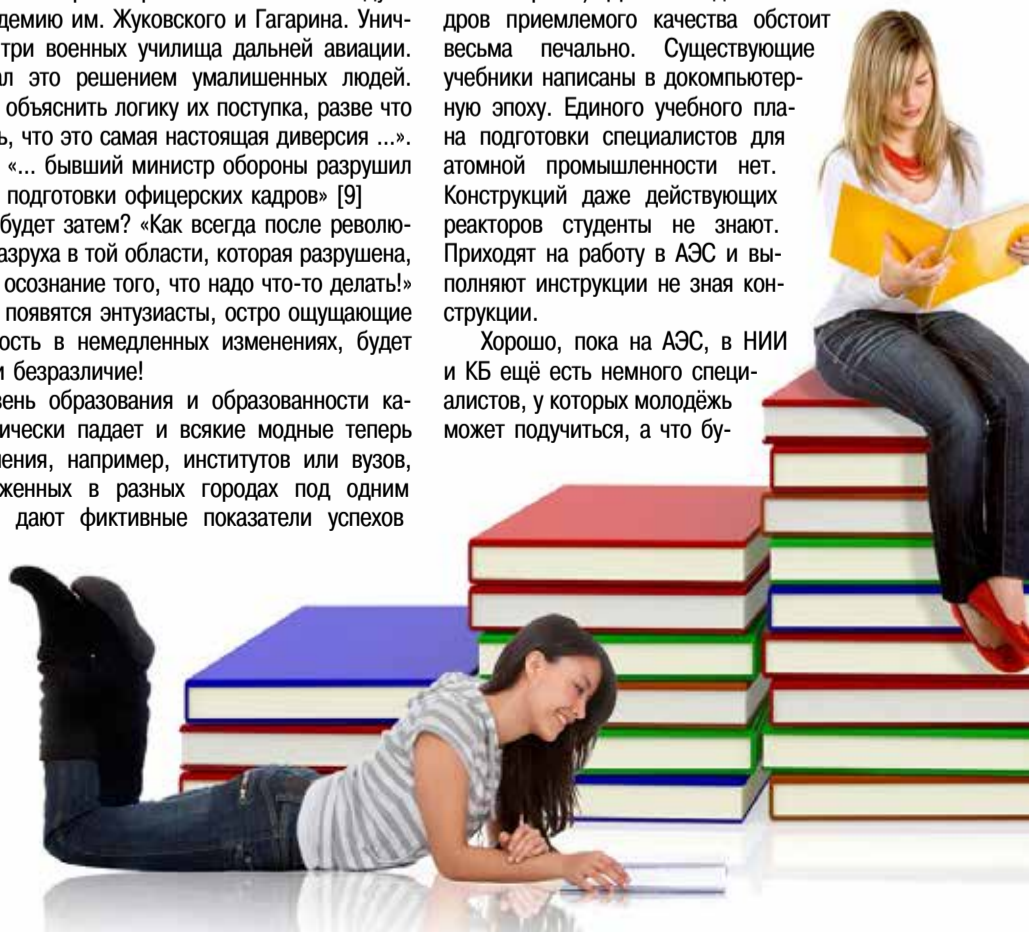 демию им. Жуковского и Гагарина. Унич-
три военных училища дальней авиации.
ал это решением умалишенных людей.
объяснить логику их поступка, разве что
ь, что это самая настоящая диверсия ...».
«... бывший министр обороны разрушил
подготовки офицерских кадров» [9]
будет затем? «Как всегда после револю-
азруха в той области, которая разрушена,
осознание того, что надо что-то делать!»
появятся энтузиасты, остро ощущающие
ость в немедленных изменениях, будет
и безразличие!
вень образования и образованности ка-
ически падает и всякие модные теперь
ения, например, институтов или вузов,
женных в разных городах под одним
дают фиктивные показатели успехов
дров приемлемого качества обстоит
весьма печально. Существующие
учебники написаны в докомпьютер-
ную эпоху. Единого учебного пла-
на подготовки специалистов для
атомной промышленности нет.
Конструкций даже действующих
реакторов студенты не знают.
Приходят на работу в АЭС и вы-
полняют инструкции не зная кон-
струкции.
Хорошо, пока на АЭС, в НИИ
и КБ ещё есть немного специ-
алистов, у которых молодёжь
может подучиться, а что бу-